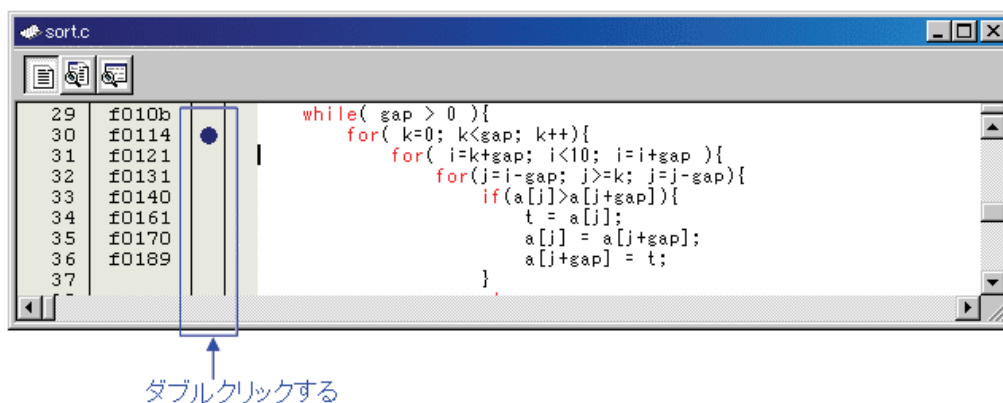 sort.c
29 f010b while( gap > 0 ){
30 f0114 for( k=0; k<gap; k++){
31 f0121 for( i=k+gap; i<10; i=i+gap ){
32 f0131 for(j=i-gap; j>=k; j=j-gap){
33 f0140 if(a[j]>a[j+gap]){
34 f0161 t = a[j];
35 f0170 a[j] = a[j+gap];
36 f0189 a[j+gap] = t;
37 }
ダブルクリックする